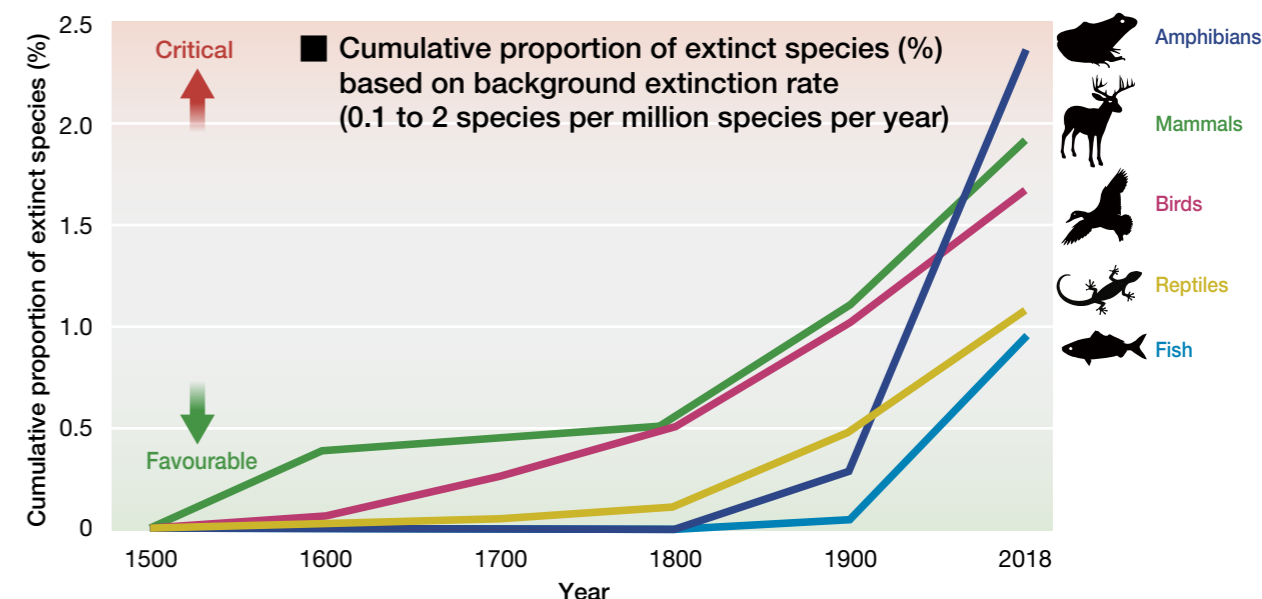 Cumulative proportion of extinct species (%)
2.5
2.0
1.5
1.0
0.5
0
Critical
Favourable
Cumulative proportion of extinct species (%)
based on background extinction rate
(0.1 to 2 species per million species per year)
Amphibians
Mammals
Birds
Reptiles
Fish
1500 1600 1700 1800 1900 2018
Year